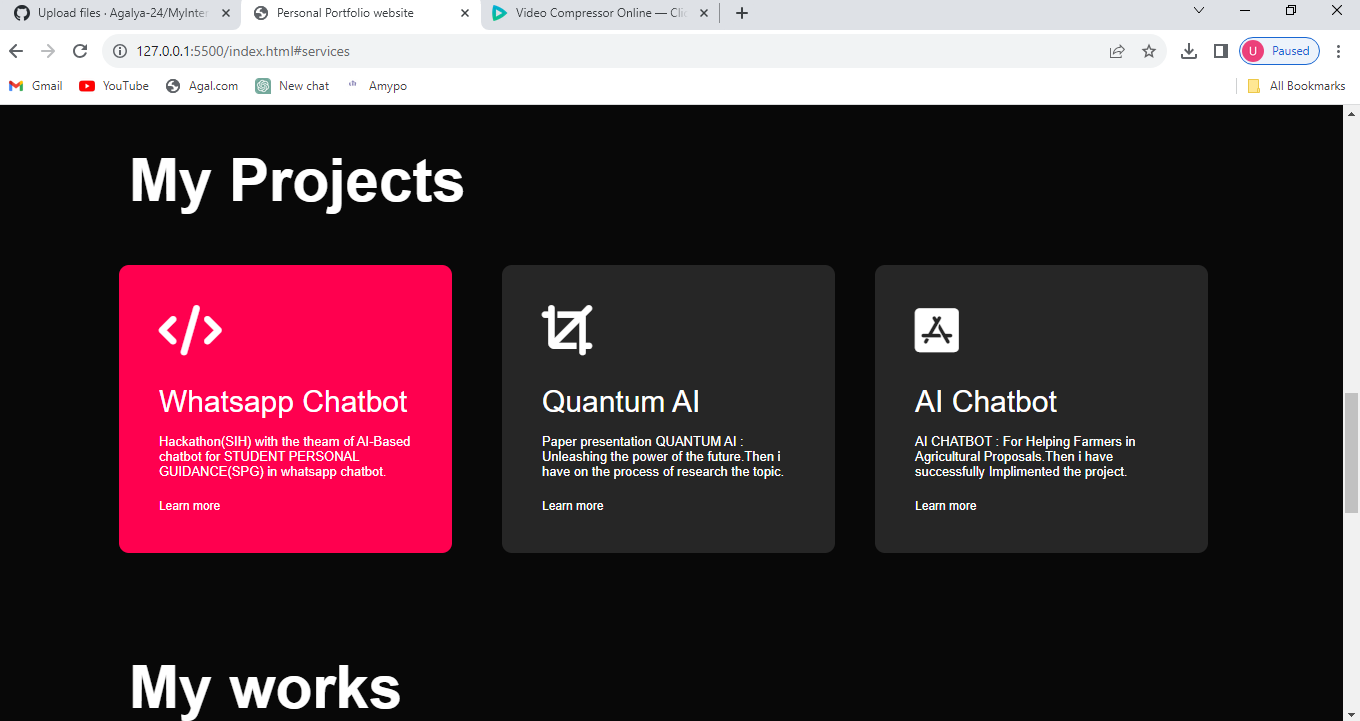 Upload files · Agalya-24/MyInter
Personal Portfolio website
Video Compressor Online — Clic
127.0.0.1:5500/index.html#services
U Paused
Gmail YouTube Agal.com New chat Amypo All Bookmarks
My Projects
Whatsapp Chatbot
Hackathon(SIH) with the theam of AI-Based
chatbot for STUDENT PERSONAL
GUIDANCE(SPG) in whatsapp chatbot.
Learn more
Quantum AI
Paper presentation QUANTUM AI :
Unleashing the power of the future.Then i
have on the process of research the topic.
Learn more
AI Chatbot
AI CHATBOT : For Helping Farmers in
Agricultural Proposals.Then i have
successfully Implimented the project.
Learn more
My works